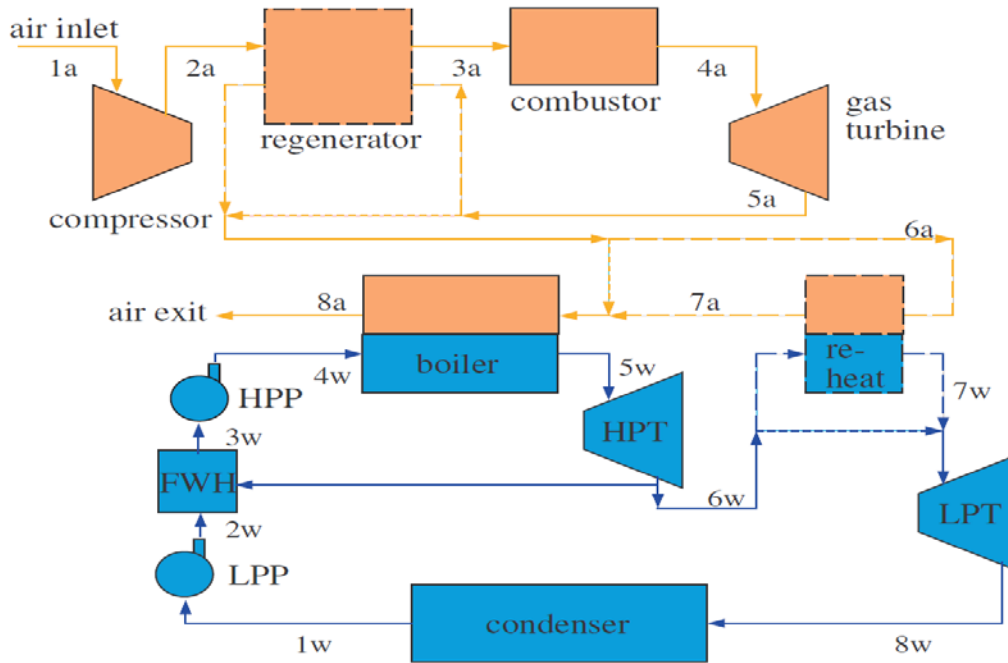 air inlet
1a
2a
3a
4a
regenerator
combustor
gas
turbine
compressor
5a
6a
air exit
8a
7a
4w
boiler
5w
re-
heat
7w
HPP
3w
HPT
FWH
6w
LPT
2w
LPP
1w
condenser
8w